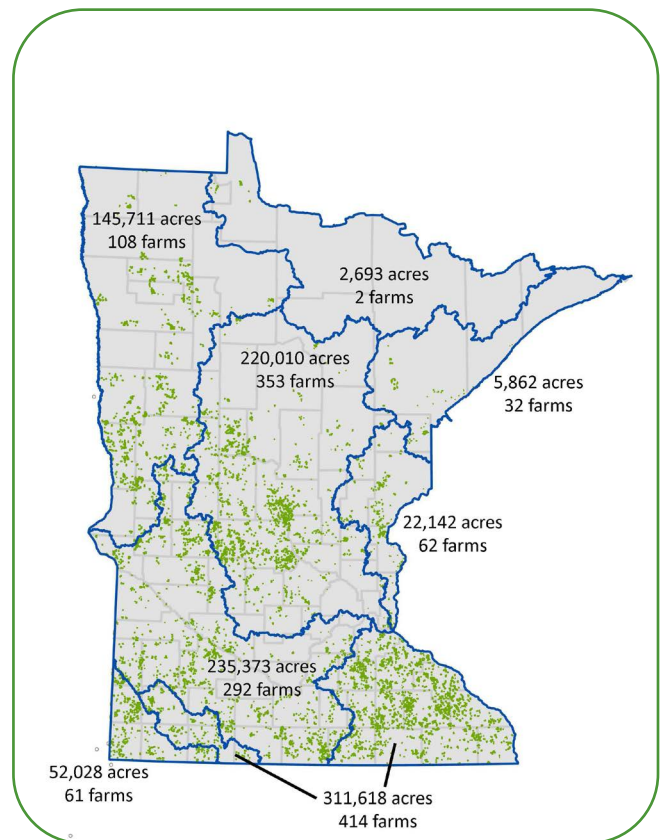 145,711 acres
108 farms
2,693 acres
2 farms
220,010 acres
353 farms
5,862 acres
32 farms
22,142 acres
62 farms
235,373 acres
292 farms
52,028 acres
61 farms
311,618 acres
414 farms